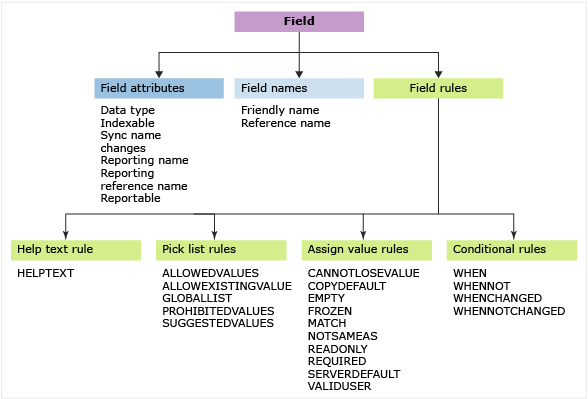 Field
Field attributes
Data type
Indexable
Sync name
changes
Reporting name
Reporting
reference name
Reportable
Field names
Friendly name
Reference name
Field rules
Help text rule
HELPTEXT
Pick list rules
ALLOWEDVALUES
ALLOWEXISTINGVALUE
GLOBALLIST
PROHIBITEDVALUES
SUGGESTEDVALUES
Assign value rules
CANNOTLOSEVALUE
COPYDEFAULT
EMPTY
FROZEN
MATCH
NOTSAMEAS
READONLY
REQUIRED
SERVERDEFAULT
VALIDUSER
Conditional rules
WHEN
WHENNOT
WHENCHANGED
WHENNOTCHANGED